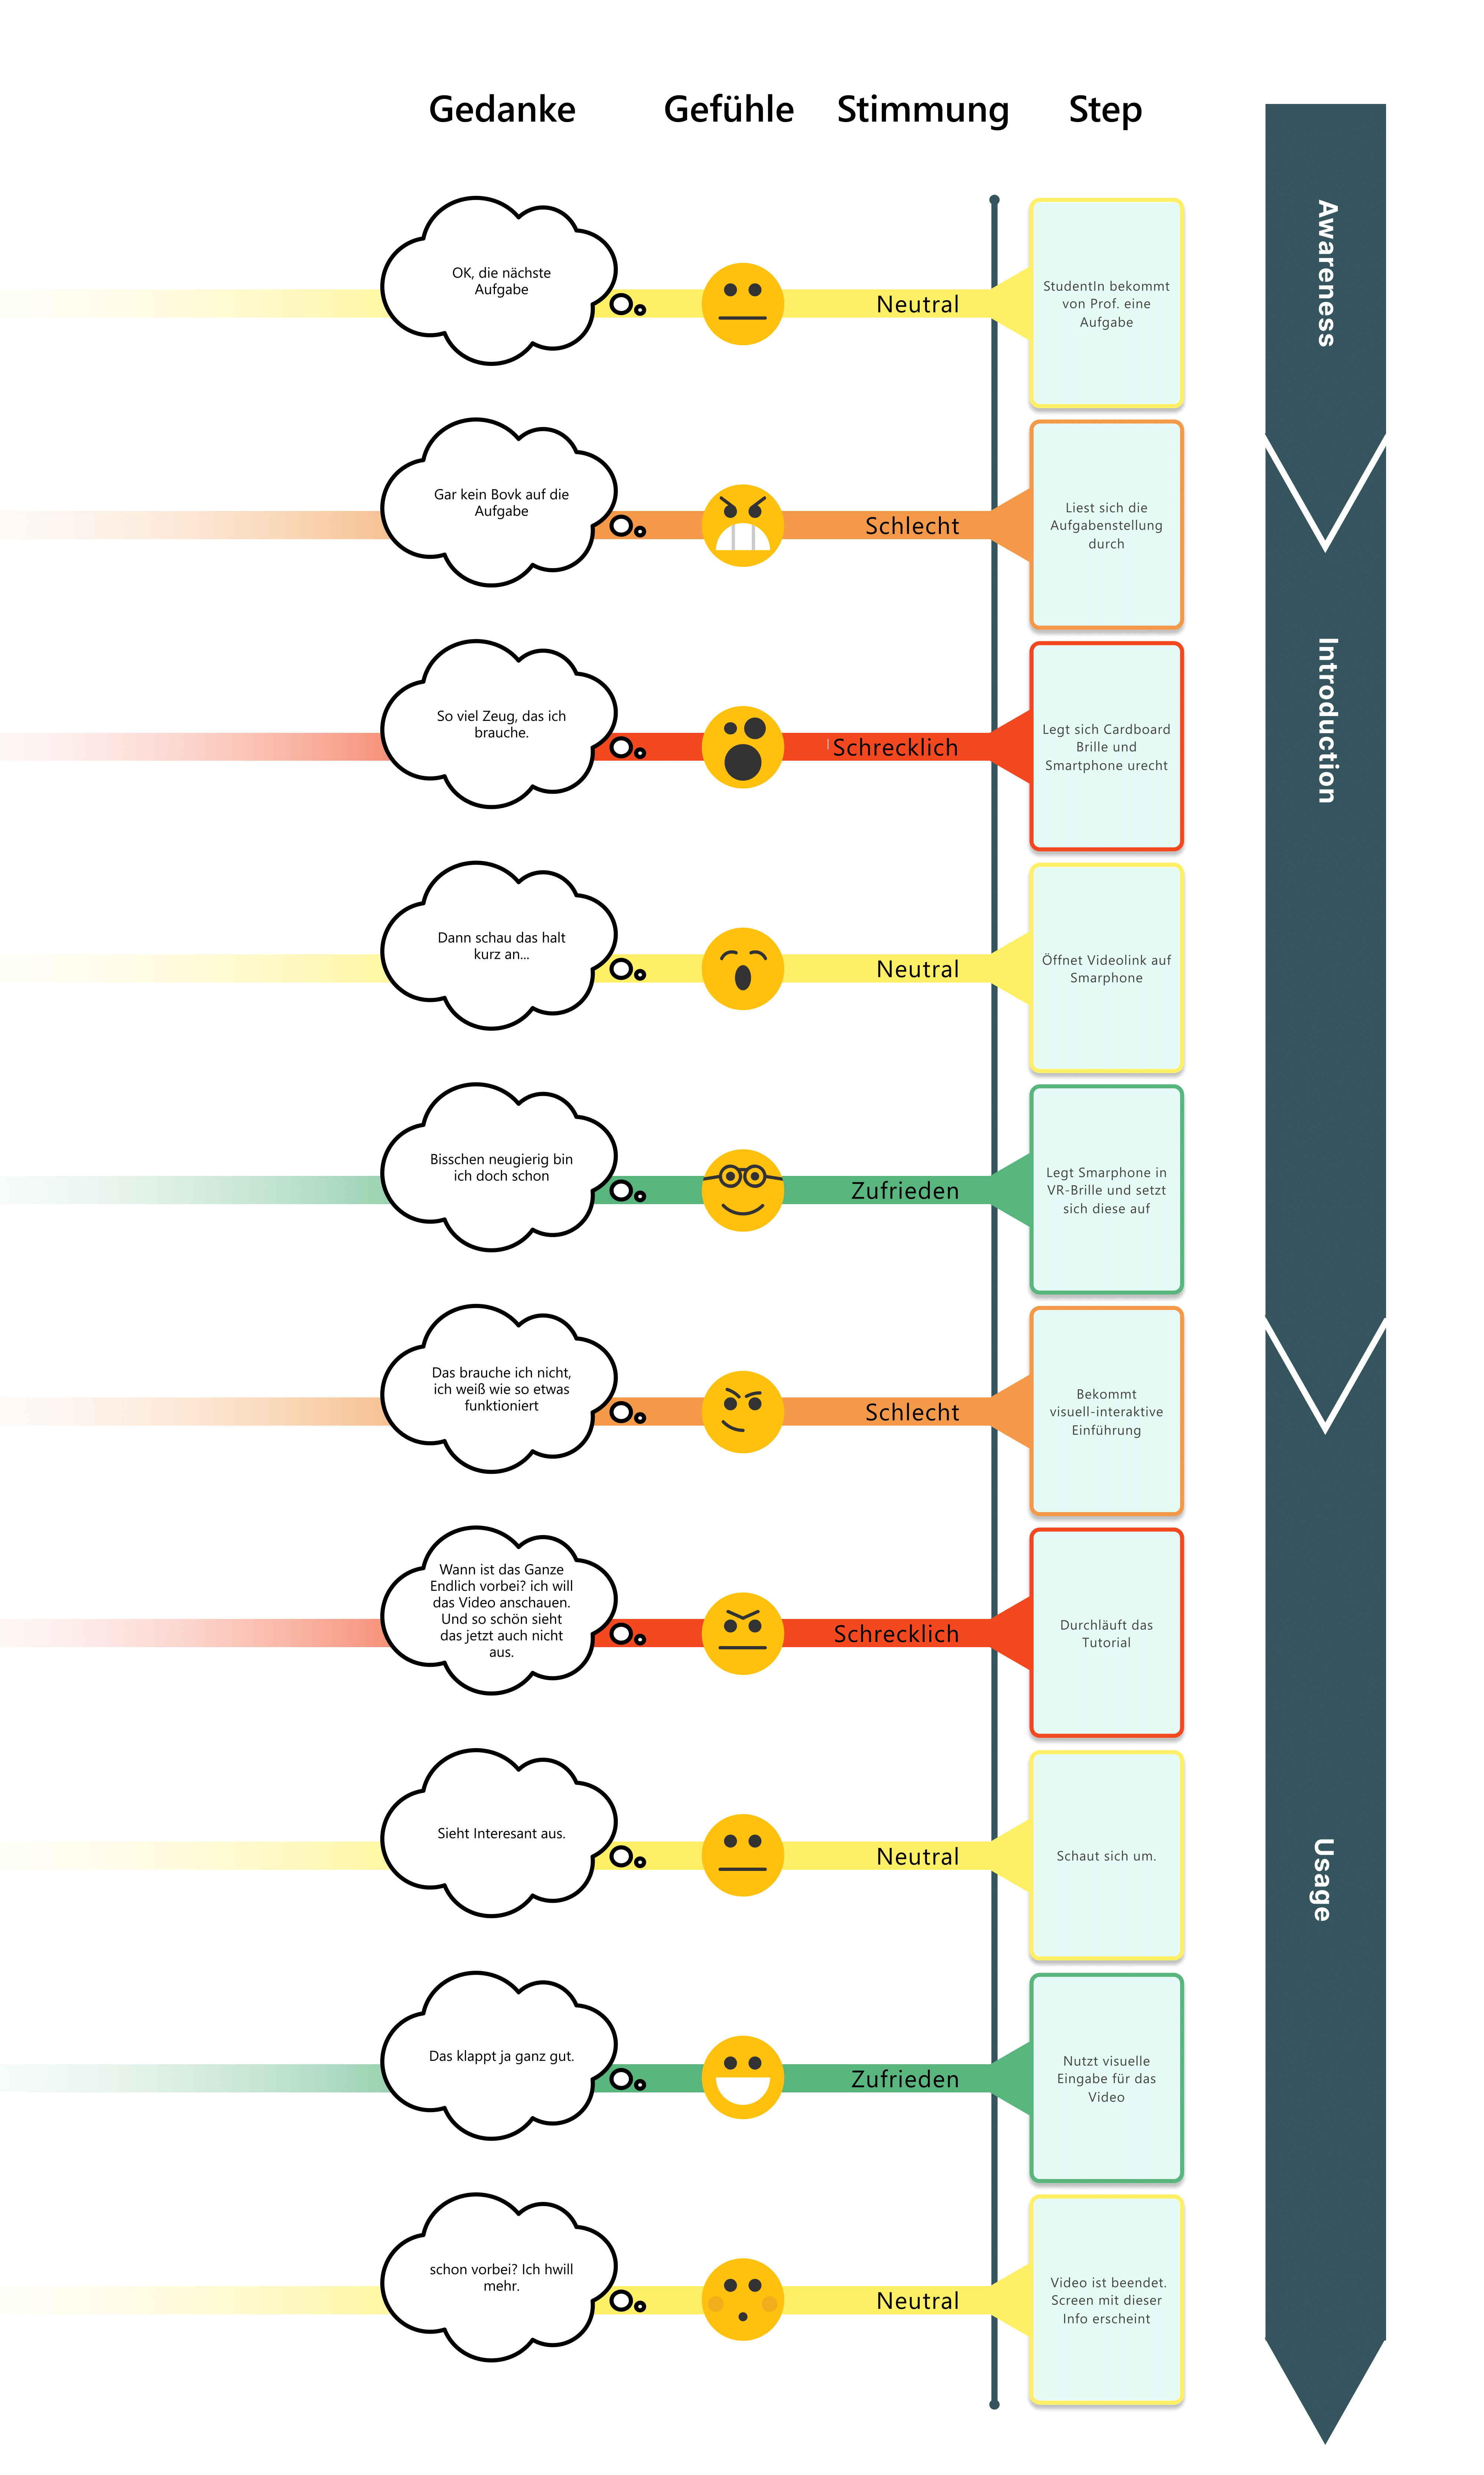 Gedanke Gefühle Stimmung Step
Awareness
OK, die nächste
Aufgabe
Neutral
StudentIn bekommt
von Prof. eine
Aufgabe
Gar kein Bovk auf die
Aufgabe
Schlecht
Liest sich die
Aufgabenstellung
durch
Introduction
So viel Zeug, das ich
brauche.
Schrecklich
Legt sich Cardboard
Brille und
Smartphone urecht
Dann schau das halt
kurz an...
Neutral
Öffnet Videolink auf
Smarphone
Bisschen neugierig bin
ich doch schon
Zufrieden
Legt Smarphone in
VR-Brille und setzt
sich diese auf
Das brauche ich nicht,
ich weiß wie so etwas
funktioniert
Schlecht
Bekommt
visuell-interaktive
Einführung
Wann ist das Ganze
Endlich vorbei? ich will
das Video anschauen.
Und so schön sieht
das jetzt auch nicht
aus.
Schrecklich
Durchläuft das
Tutorial
Usage
Sieht Interesant aus.
Neutral
Schaut sich um.
Das klappt ja ganz gut.
Zufrieden
Nutzt visuelle
Eingabe für das
Video
schon vorbei? Ich hwill
mehr.
Neutral
Video ist beendet.
Screen mit dieser
Info erscheint